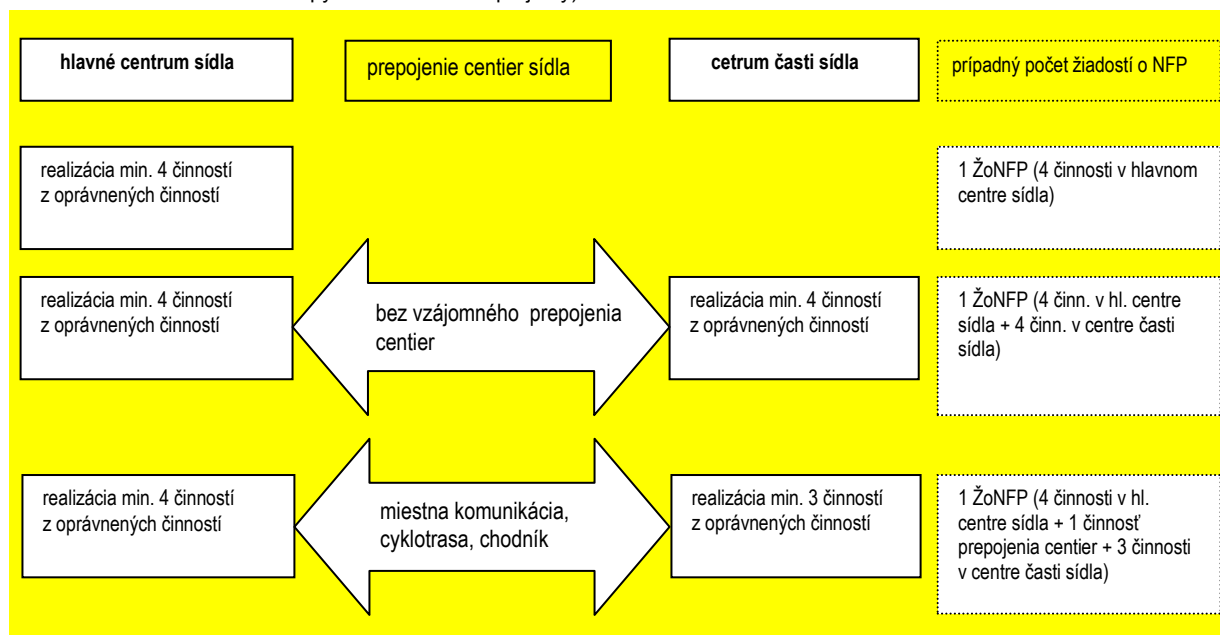 hlavné centrum sídla
prepojenie centier sídla
cetrum časti sídla
prípadný počet žiadostí o NFP
realizácia min. 4 činností
z oprávnených činností
1 ŽoNFP (4 činnosti v hlavnom
centre sídla)
realizácia min. 4 činností
z oprávnených činností
bez vzájomného prepojenia
centier
realizácia min. 4 činností
z oprávnených činností
1 ŽoNFP (4 činn. v hl. centre
sídla + 4 činn. v centre časti
sídla)
realizácia min. 4 činností
z oprávnených činností
miestna komunikácia,
cyklotrasa, chodník
realizácia min. 3 činností
z oprávnených činností
1 ŽoNFP (4 činnosti v hl.
centre sídla + 1 činnosť
prepojenia centier + 3 činnosti
v centre časti sídla)